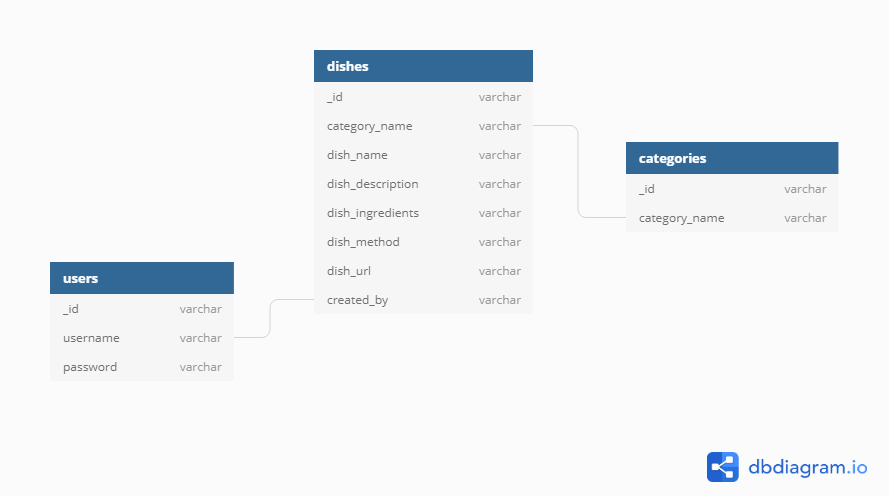 dishes
_id varchar
category_name varchar
dish_name varchar
dish_description varchar
dish_ingredients varchar
dish_method varchar
dish_url varchar
created_by varchar
categories
_id varchar
category_name varchar
users
_id varchar
username varchar
password varchar
dbdiagram.io